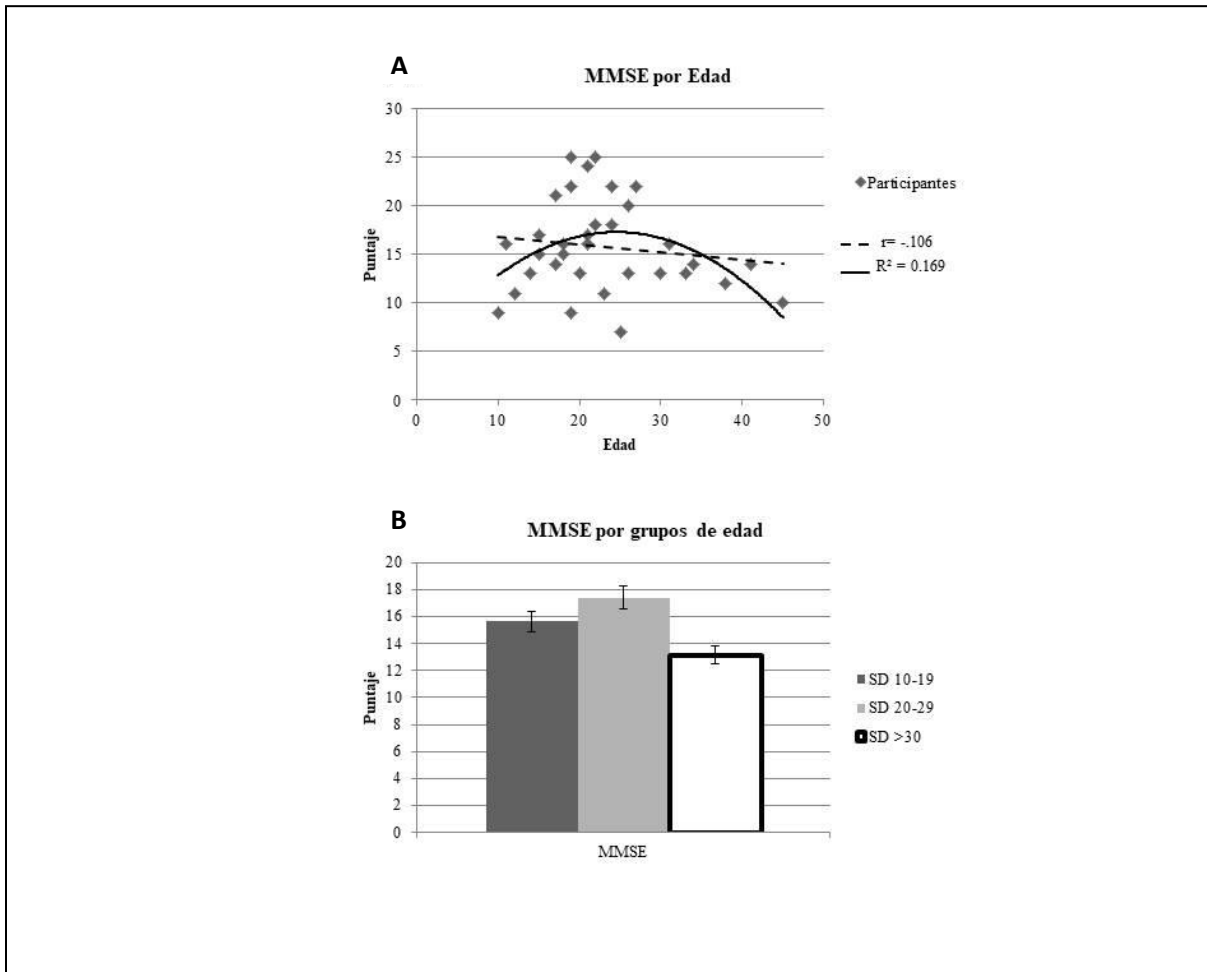 A
MMSE por Edad
30
25
20
15
10
5
0
Puntaje
0 10 20 30 40 50
Edad
Participantes
r= -.106
R² = 0.169
B
MMSE por grupos de edad
20
18
16
14
12
10
8
6
4
2
0
Puntaje
MMSE
SD 10-19
SD 20-29
SD >30